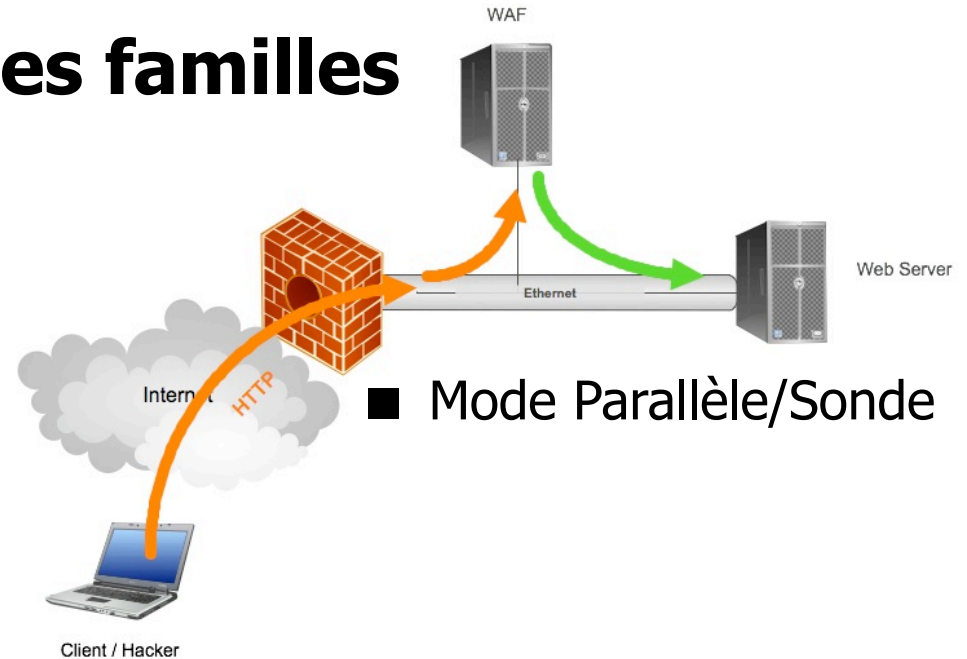 WAF
es familles
Ethernet
Web Server
Internet
HTTP
■ Mode Parallèle/Sonde
Client / Hacker